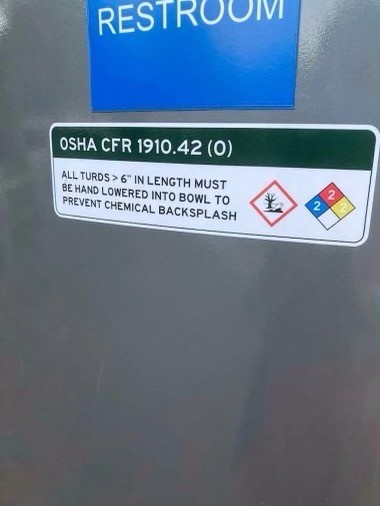 RESTROOM
OSHA CFR 1910.42 (O)
ALL TURDS > 6" IN LENGTH MUST
BE HAND LOWERED INTO BOWL TO
PREVENT CHEMICAL BACKSPLASH
2
2 2